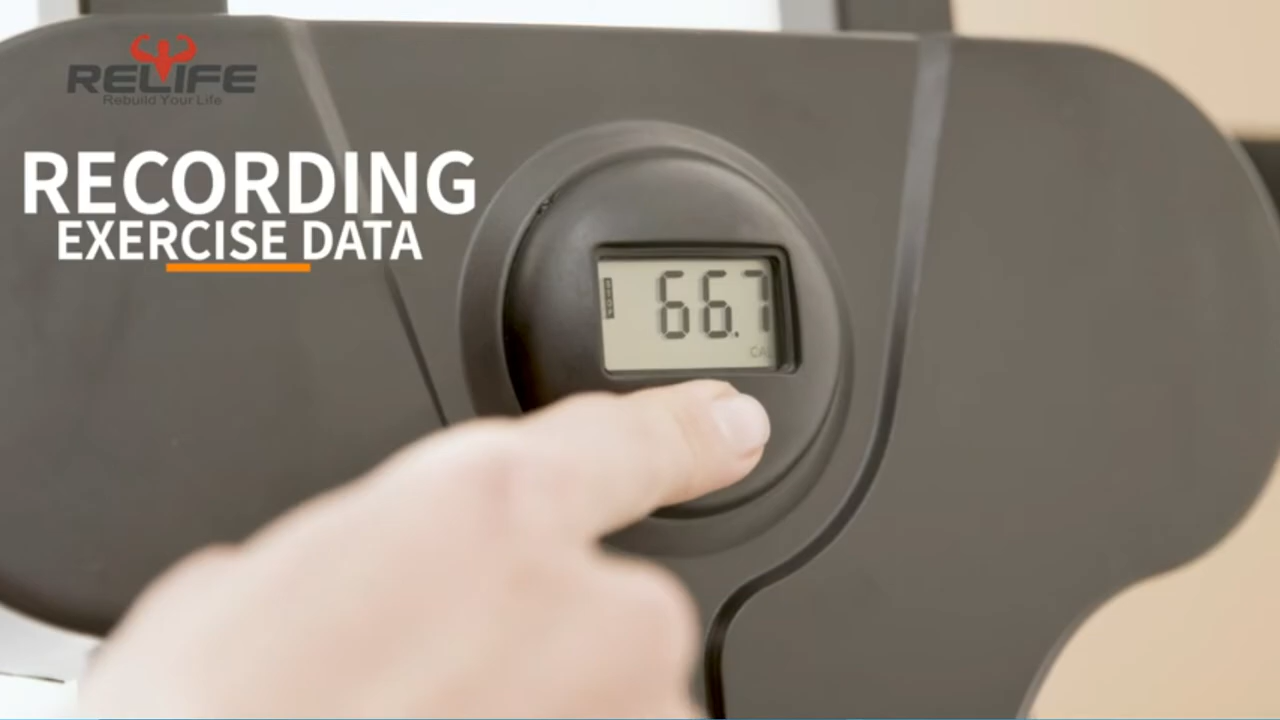 RELIFE
Rebuild Your Life
RECORDING
EXERCISE DATA
66.7
CAL